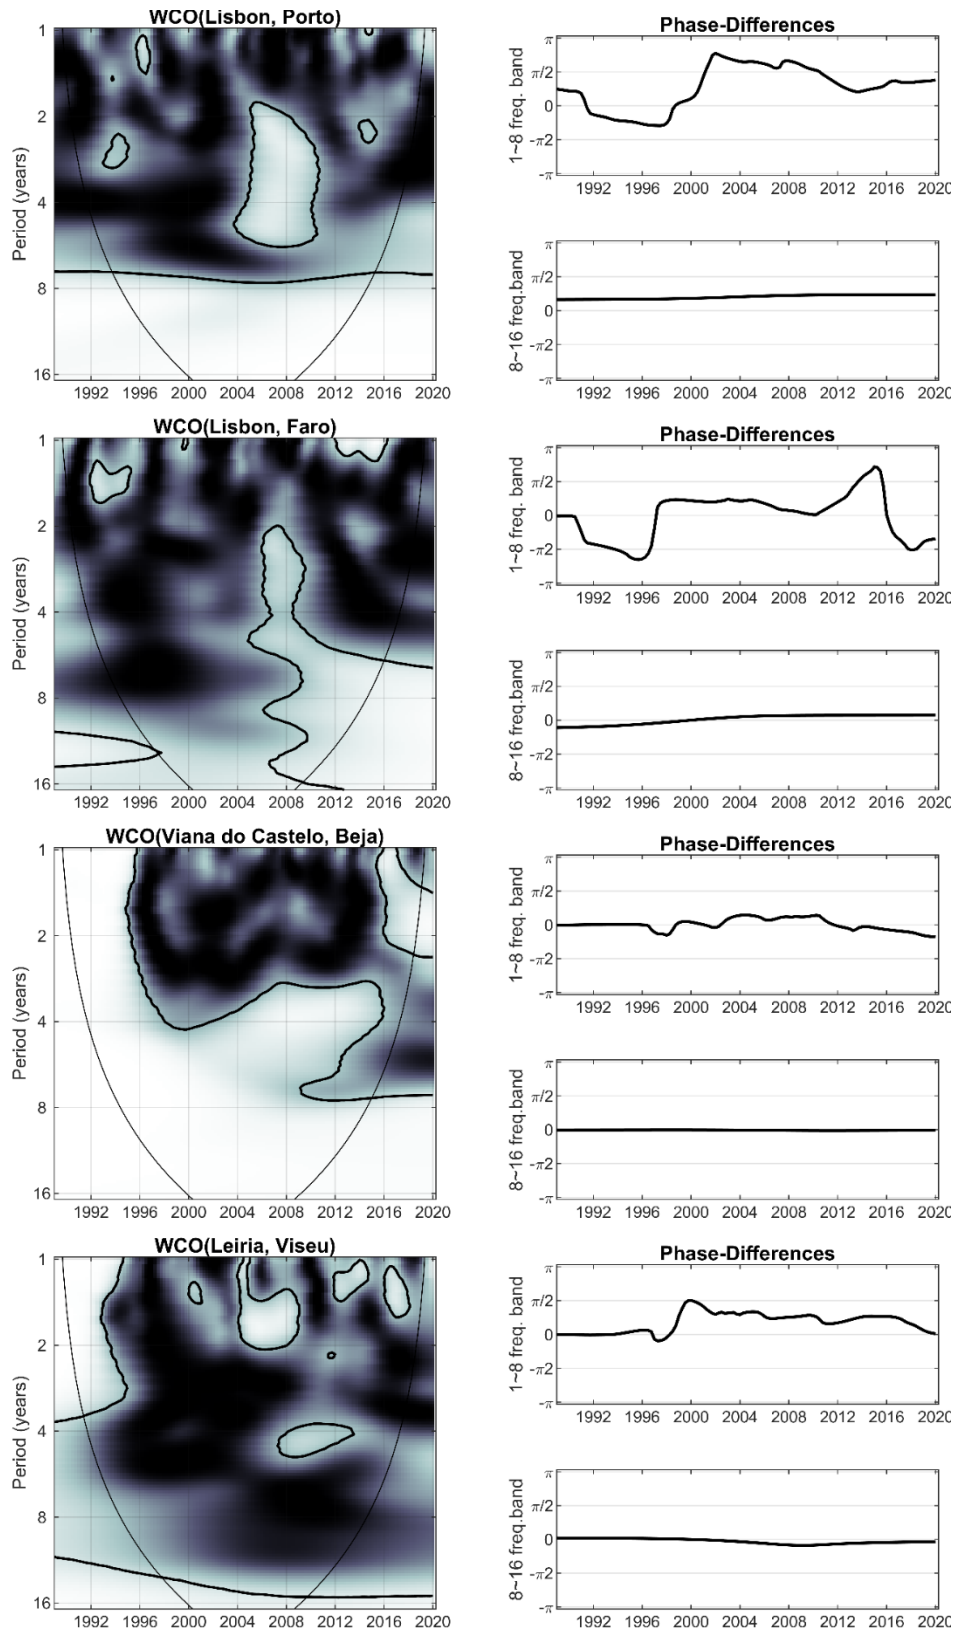 WCO(Lisbon, Porto)
Period (years)
1
2
4
8
16
1992 1996 2000 2004 2008 2012 2016 2020
Phase-Differences
1~8 freq. band
π
π/2
0
-π2
-π
1992 1996 2000 2004 2008 2012 2016 2020
8~16 freq.band
π
π/2
0
-π2
-π
1992 1996 2000 2004 2008 2012 2016 2020
WCO(Lisbon, Faro)
Period (years)
1
2
4
8
16
1992 1996 2000 2004 2008 2012 2016 2020
Phase-Differences
1~8 freq. band
π
π/2
0
-π2
-π
1992 1996 2000 2004 2008 2012 2016 2020
8~16 freq.band
π
π/2
0
-π2
-π
1992 1996 2000 2004 2008 2012 2016 2020
WCO(Viana do Castelo, Beja)
Period (years)
1
2
4
8
16
1992 1996 2000 2004 2008 2012 2016 2020
Phase-Differences
1~8 freq. band
π
π/2
0
-π2
-π
1992 1996 2000 2004 2008 2012 2016 2020
8~16 freq.band
π
π/2
0
-π2
-π
1992 1996 2000 2004 2008 2012 2016 2020
WCO(Leiria, Viseu)
Period (years)
1
2
4
8
16
1992 1996 2000 2004 2008 2012 2016 2020
Phase-Differences
1~8 freq. band
π
π/2
0
-π2
-π
1992 1996 2000 2004 2008 2012 2016 2020
8~16 freq.band
π
π/2
0
-π2
-π
1992 1996 2000 2004 2008 2012 2016 2020